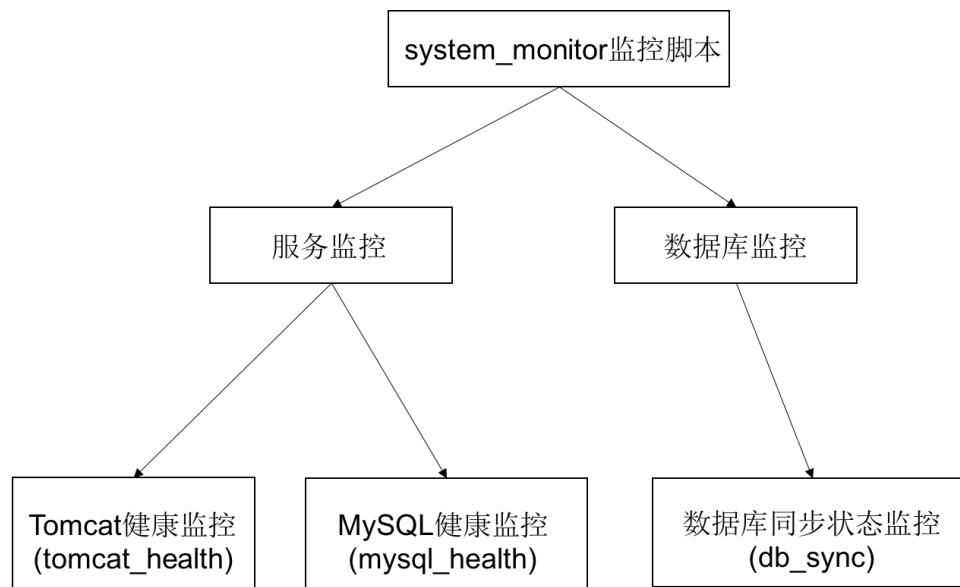 system_monitor监控脚本
服务监控
数据库监控
Tomcat健康监控
(tomcat_health)
MySQL健康监控
(mysql_health)
数据库同步状态监控
(db_sync)